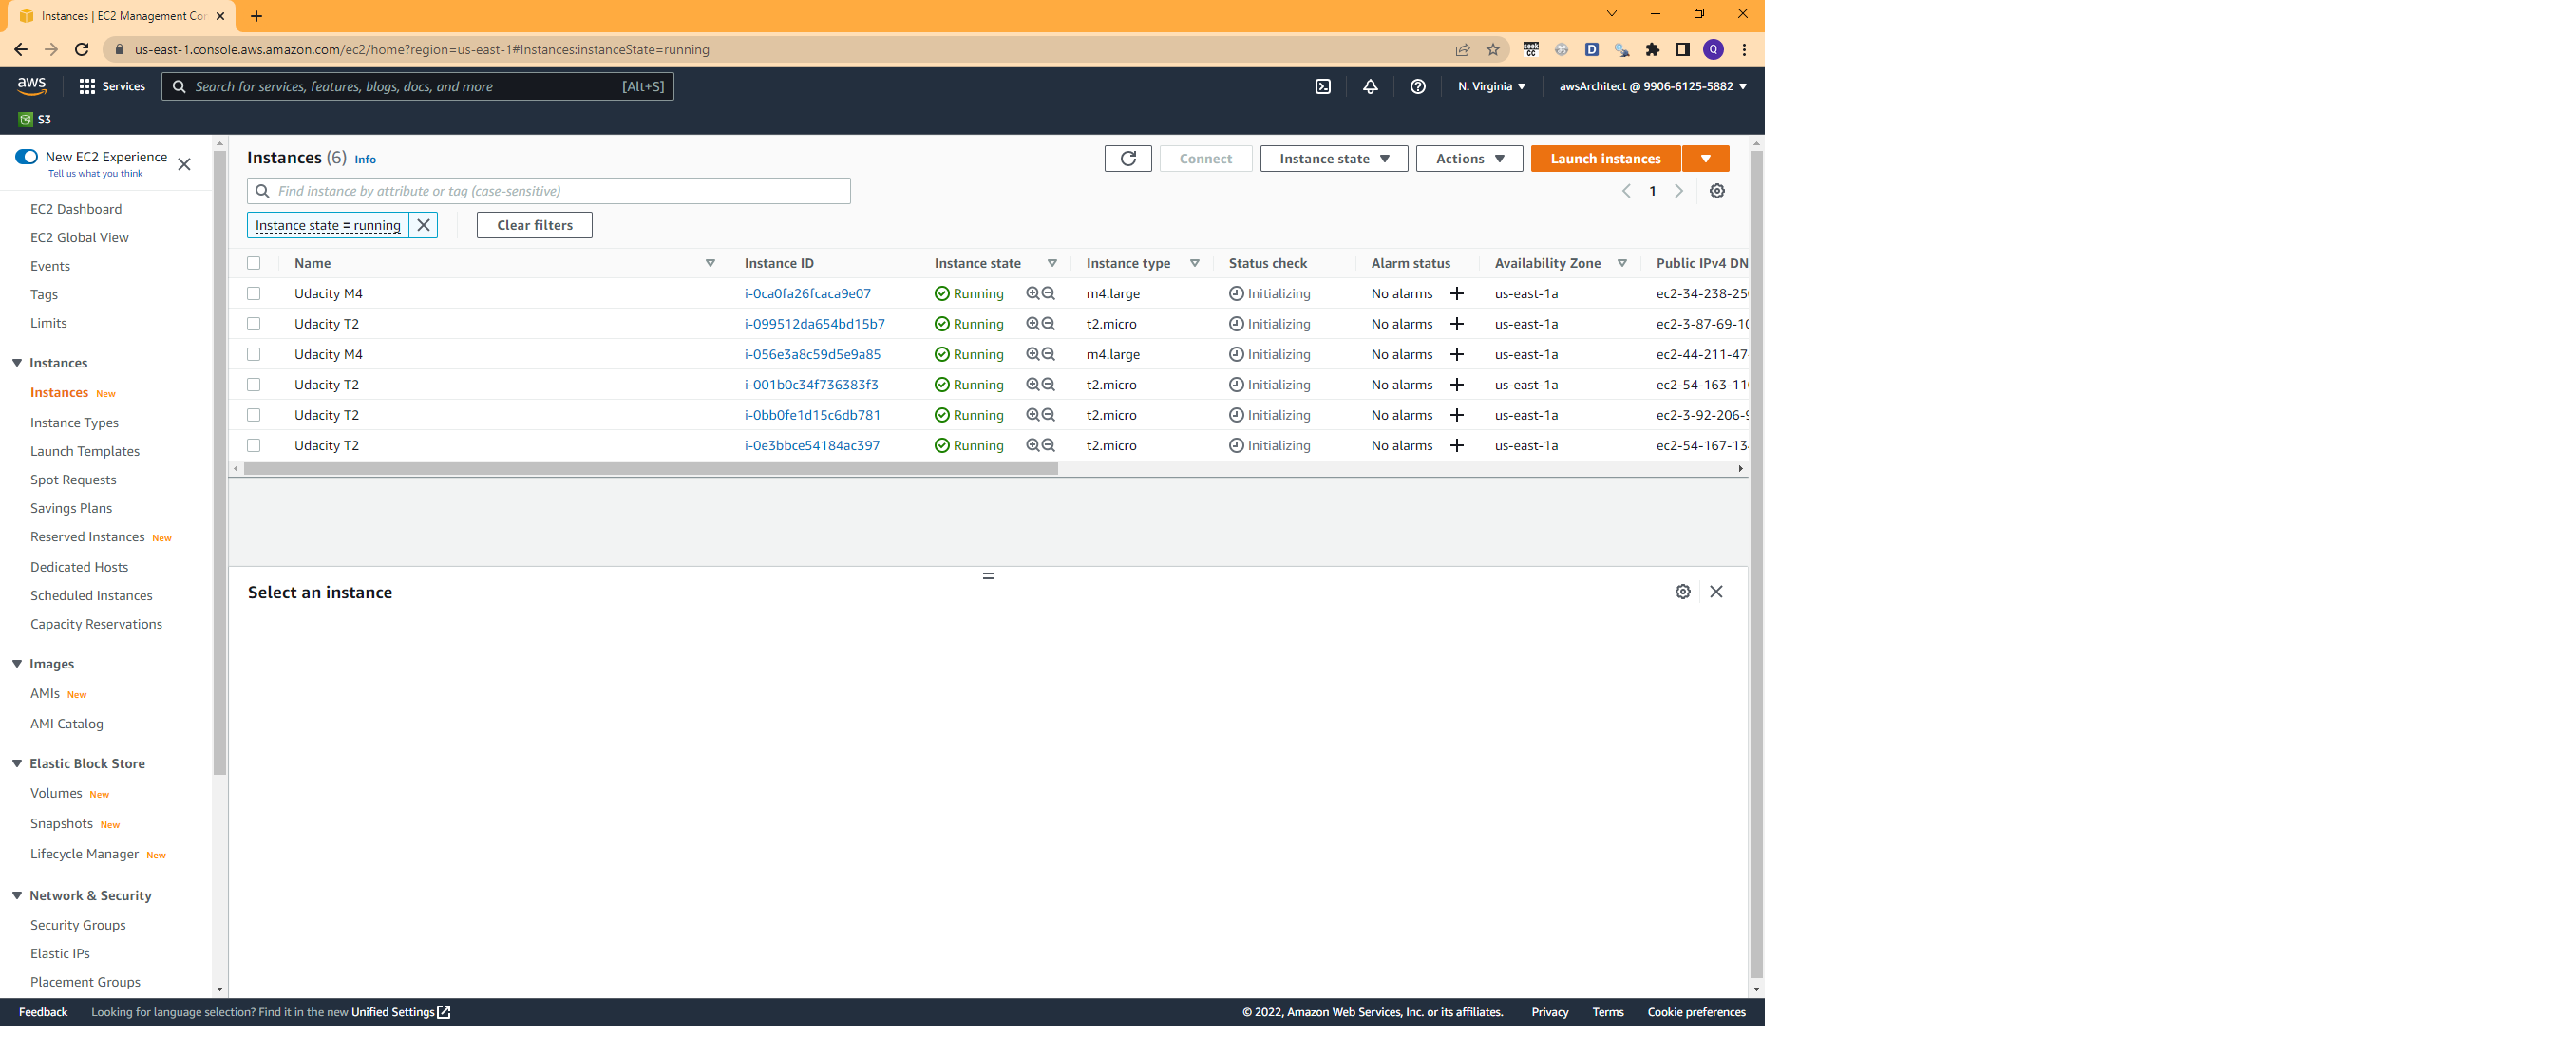 Instances | EC2 Management Con
us-east-1.console.aws.amazon.com/ec2/home?region=us-east-1#Instances:instanceState=running
Q
aws
Services
Search for services, features, blogs, docs, and more [Alt+S]
N. Virginia
awsArchitect @ 9906-6125-5882
S3
New EC2 Experience
Tell us what you think
EC2 Dashboard
EC2 Global View
Events
Tags
Limits
Instances
Instances New
Instance Types
Launch Templates
Spot Requests
Savings Plans
Reserved Instances New
Dedicated Hosts
Scheduled Instances
Capacity Reservations
Images
AMIs New
AMI Catalog
Elastic Block Store
Volumes New
Snapshots New
Lifecycle Manager New
Network & Security
Security Groups
Elastic IPs
Placement Groups
Instances (6) Info
Connect
Instance state
Actions
Launch instances
Find instance by attribute or tag (case-sensitive)
1
Instance state = running
Clear filters
Name Instance ID Instance state Instance type Status check Alarm status Availability Zone Public IPv4 DN
Udacity M4 i-0ca0fa26fcaca9e07 Running m4.large Initializing No alarms + us-east-1a ec2-34-238-25
Udacity T2 i-099512da654bd15b7 Running t2.micro Initializing No alarms + us-east-1a ec2-3-87-69-10
Udacity M4 i-056e3a8c59d5e9a85 Running m4.large Initializing No alarms + us-east-1a ec2-44-211-47
Udacity T2 i-001b0c34f736383f3 Running t2.micro Initializing No alarms + us-east-1a ec2-54-163-11
Udacity T2 i-0bb0fe1d15c6db781 Running t2.micro Initializing No alarms + us-east-1a ec2-3-92-206-9
Udacity T2 i-0e3bbce54184ac397 Running t2.micro Initializing No alarms + us-east-1a ec2-54-167-13
Select an instance
Feedback
Looking for language selection? Find it in the new Unified Settings
© 2022, Amazon Web Services, Inc. or its affiliates.
Privacy
Terms
Cookie preferences